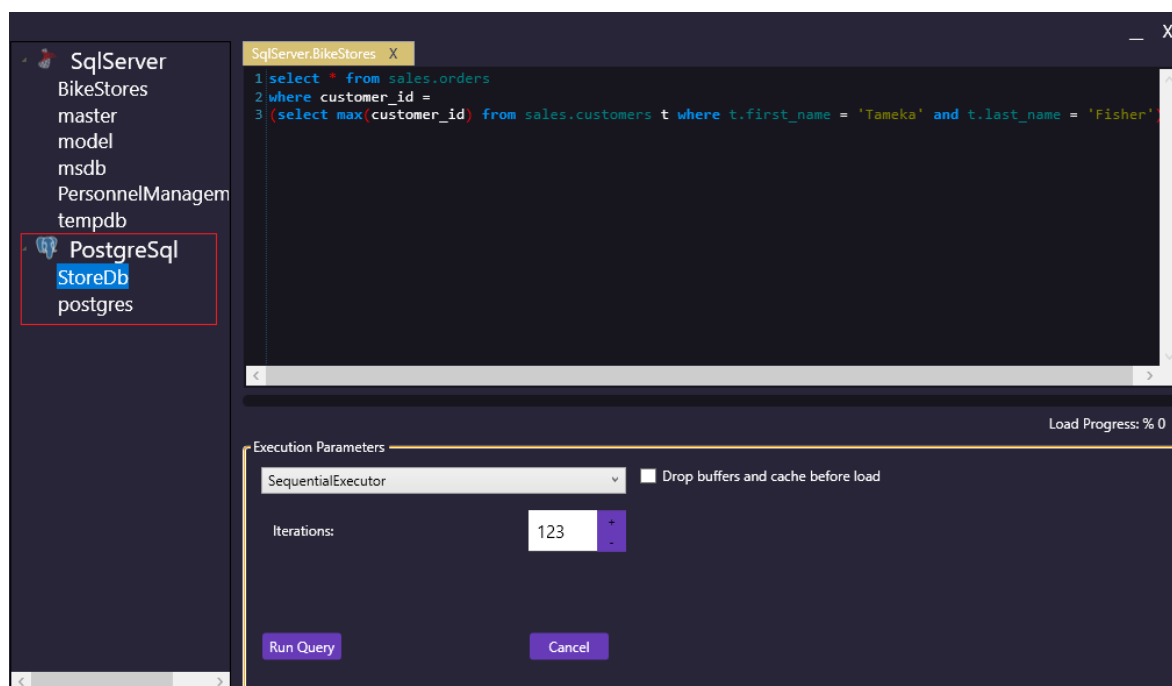 _ X
SqlServer
BikeStores
master
model
msdb
PersonnelManagem
tempdb
PostgreSql
StoreDb
postgres
SqlServer.BikeStores X
1 select * from sales.orders
2 where customer_id =
3 (select max(customer_id) from sales.customers t where t.first_name = 'Tameka' and t.last_name = 'Fisher')
Load Progress: % 0
Execution Parameters
SequentialExecutor
Drop buffers and cache before load
Iterations:
123
+
-
Run Query
Cancel